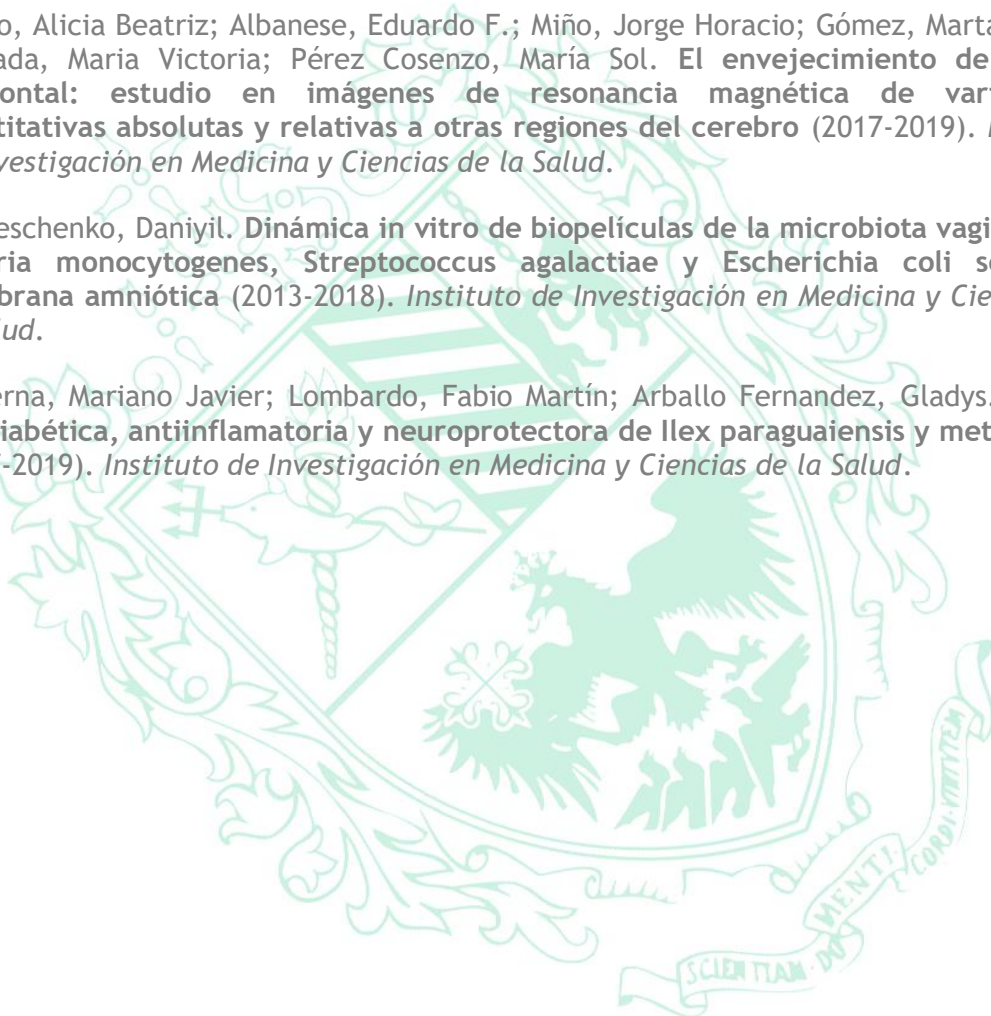 o, Alicia Beatriz; Albanese, Eduardo F.; Miño, Jorge Horacio; Gómez, Marta
ada, Maria Victoria; Pérez Cosenzo, María Sol. El envejecimiento de
ontal: estudio en imágenes de resonancia magnética de var
titativas absolutas y relativas a otras regiones del cerebro (2017-2019).
vestigación en Medicina y Ciencias de la Salud.
eschenko, Daniyil. Dinámica in vitro de biopelículas de la microbiota vagi
ria monocytogenes, Streptococcus agalactiae y Escherichia coli s
brana amniótica (2013-2018). Instituto de Investigación en Medicina y Cie
lud.
erna, Mariano Javier; Lombardo, Fabio Martín; Arballo Fernandez, Gladys.
iabética, antiinflamatoria y neuroprotectora de Ilex paraguaiensis y met
-2019). Instituto de Investigación en Medicina y Ciencias de la Salud.
SCIENTIAM DO MENTI CORDI